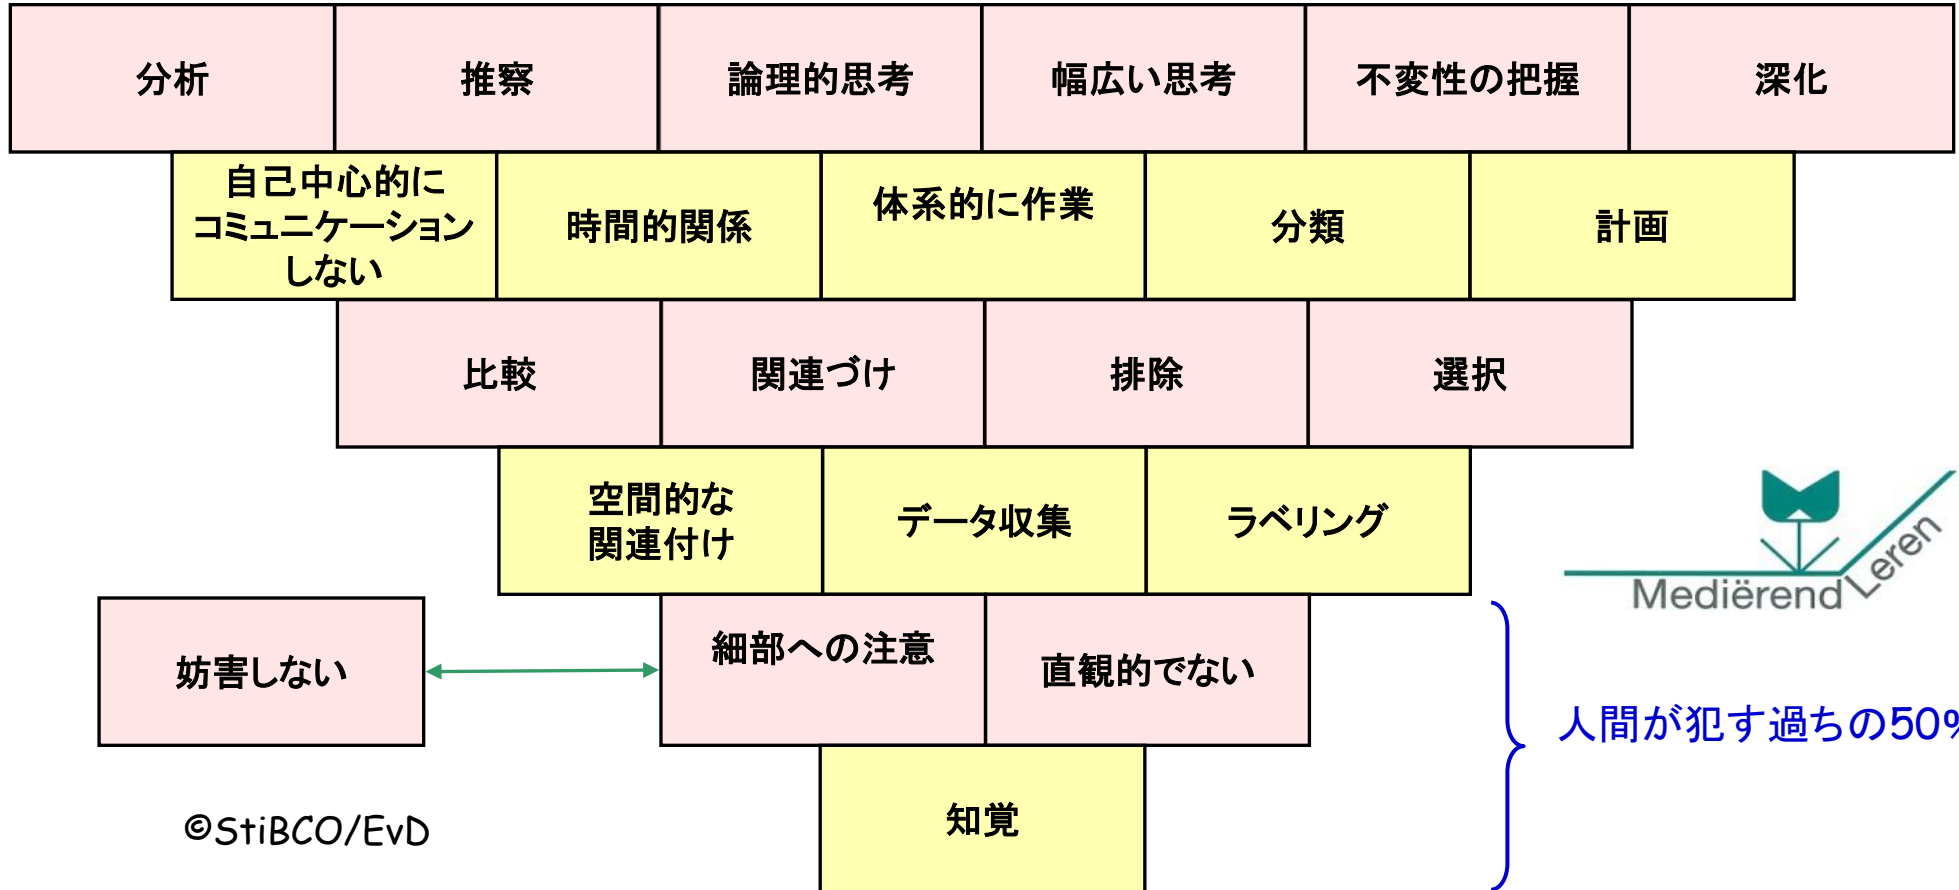 分析 推察 論理的思考 幅広い思考 不変性の把握 深化
自己中心的に
コミュニケーション
しない
時間的関係 体系的に作業 分類 計画
比較 関連づけ 排除 選択
空間的な
関連付け
データ収集 ラベリング
Mediërend Leren
妨害しない 細部への注意 直観的でない
人間が犯す過ちの50%
知覚
©StiBCO/EvD